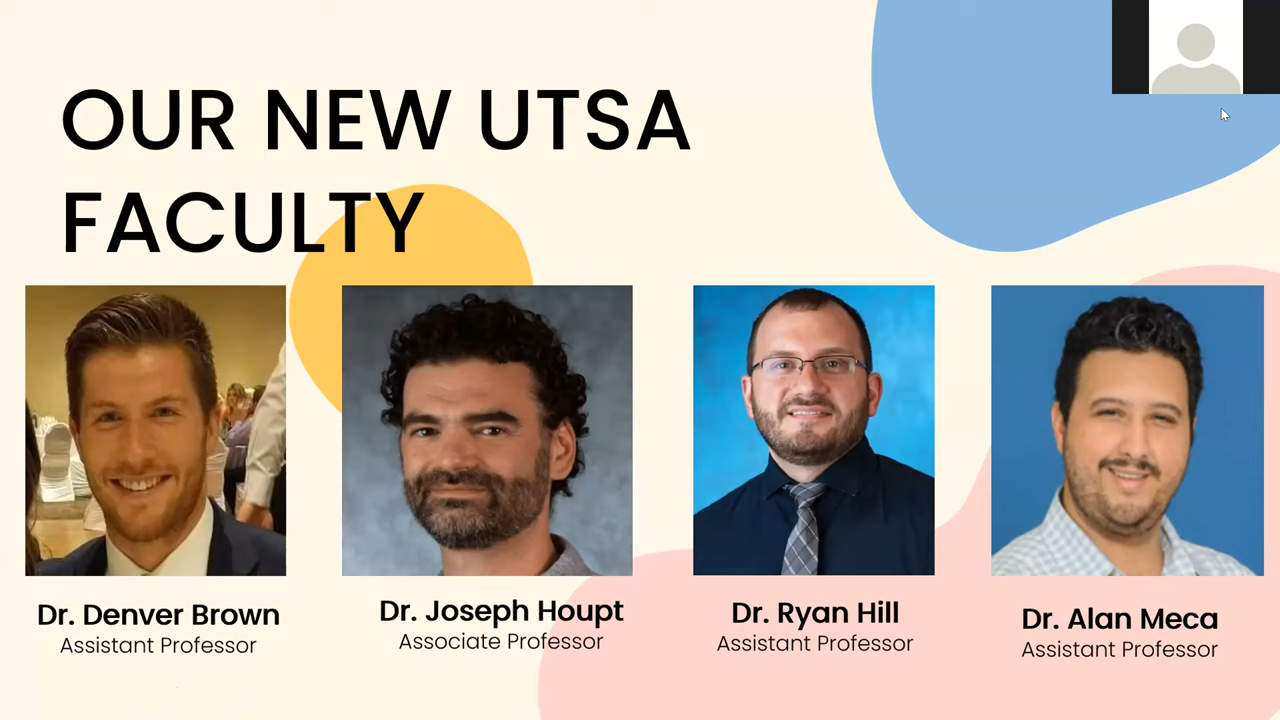 OUR NEW UTSA
FACULTY
Dr. Denver Brown
Assistant Professor
Dr. Joseph Houpt
Associate Professor
Dr. Ryan Hill
Assistant Professor
Dr. Alan Meca
Assistant Professor